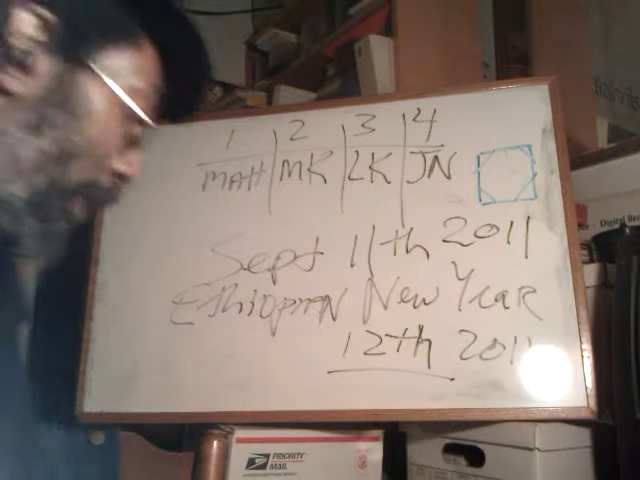 1 2 3 4
MAH MK LK JN
Sept 11th 2011
Ethiopian New Year
12th 2011
PRIORITY
MAIL